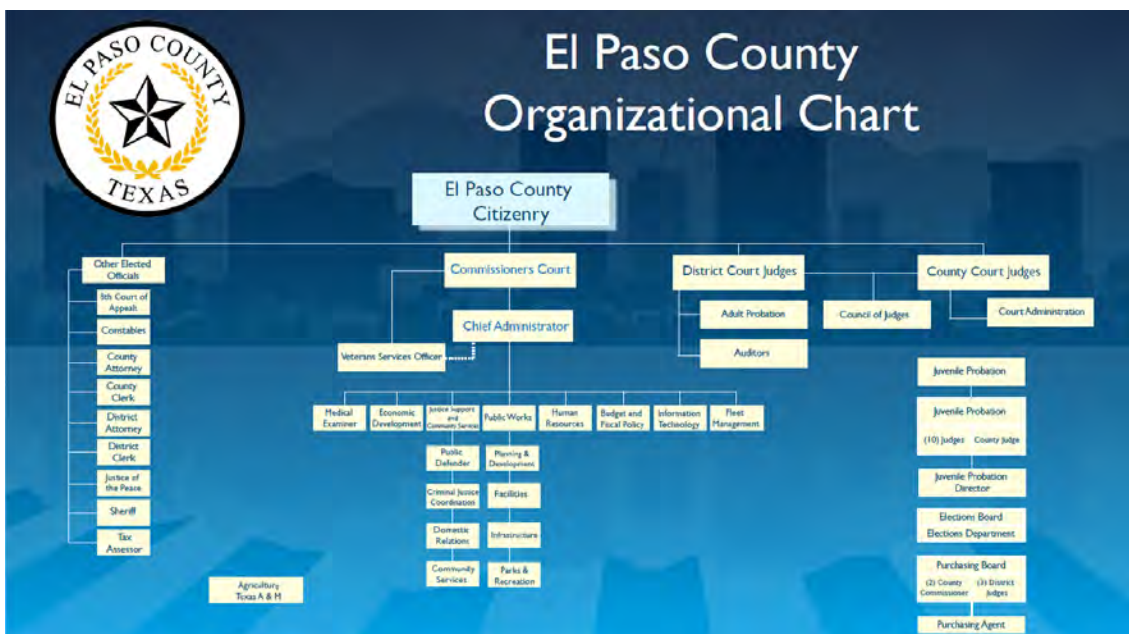 EL PASO COUNTY
TEXAS
El Paso County
Organizational Chart
El Paso County
Citizenry
Other Elected
Officials
8th Court of
Appeals
Constables
County
Attorney
County
Clerk
District
Attorney
District
Clerk
Justice of
the Peace
Sheriff
Tax
Assessor
Commissioners Court
Chief Administrator
Veterans Services Officer
District Court Judges
Adult Probation
Auditors
County Court Judges
Council of Judges
Court Administration
Medical
Examiner
Economic
Development
Justice Support
and
Community Services
Public Works
Human
Resources
Budget and
Fiscal Policy
Information
Technology
Fleet
Management
Public
Defender
Criminal Justice
Coordination
Domestic
Relations
Community
Services
Planning &
Development
Facilities
Infrastructure
Parks &
Recreation
Agriculture
Texas A & M
Juvenile Probation
Juvenile Probation
(10) Judges County Judge
Juvenile Probation
Director
Elections Board
Elections Department
Purchasing Board
(2) County
Commissioner
(3) District
Judges
Purchasing Agent